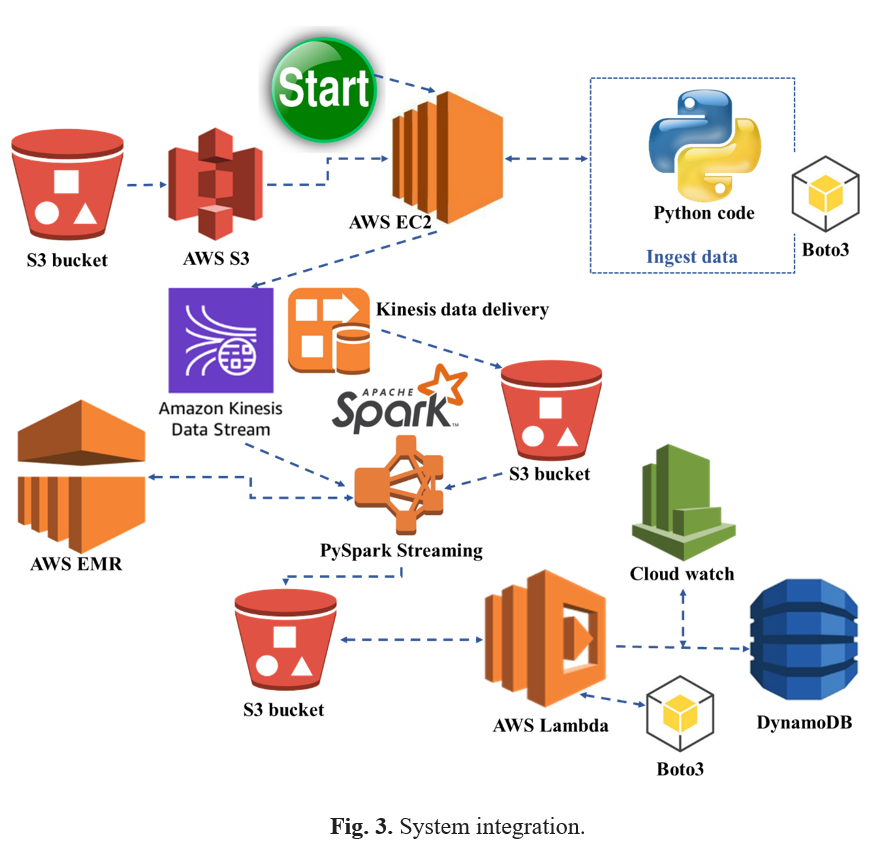 Start
S3 bucket
AWS S3
AWS EC2
Python code
Ingest data
Boto3
Kinesis data delivery
Amazon Kinesis
Data Stream
APACHE
Spark™
S3 bucket
AWS EMR
PySpark Streaming
Cloud watch
S3 bucket
AWS Lambda
Boto3
DynamoDB
Fig. 3. System integration.